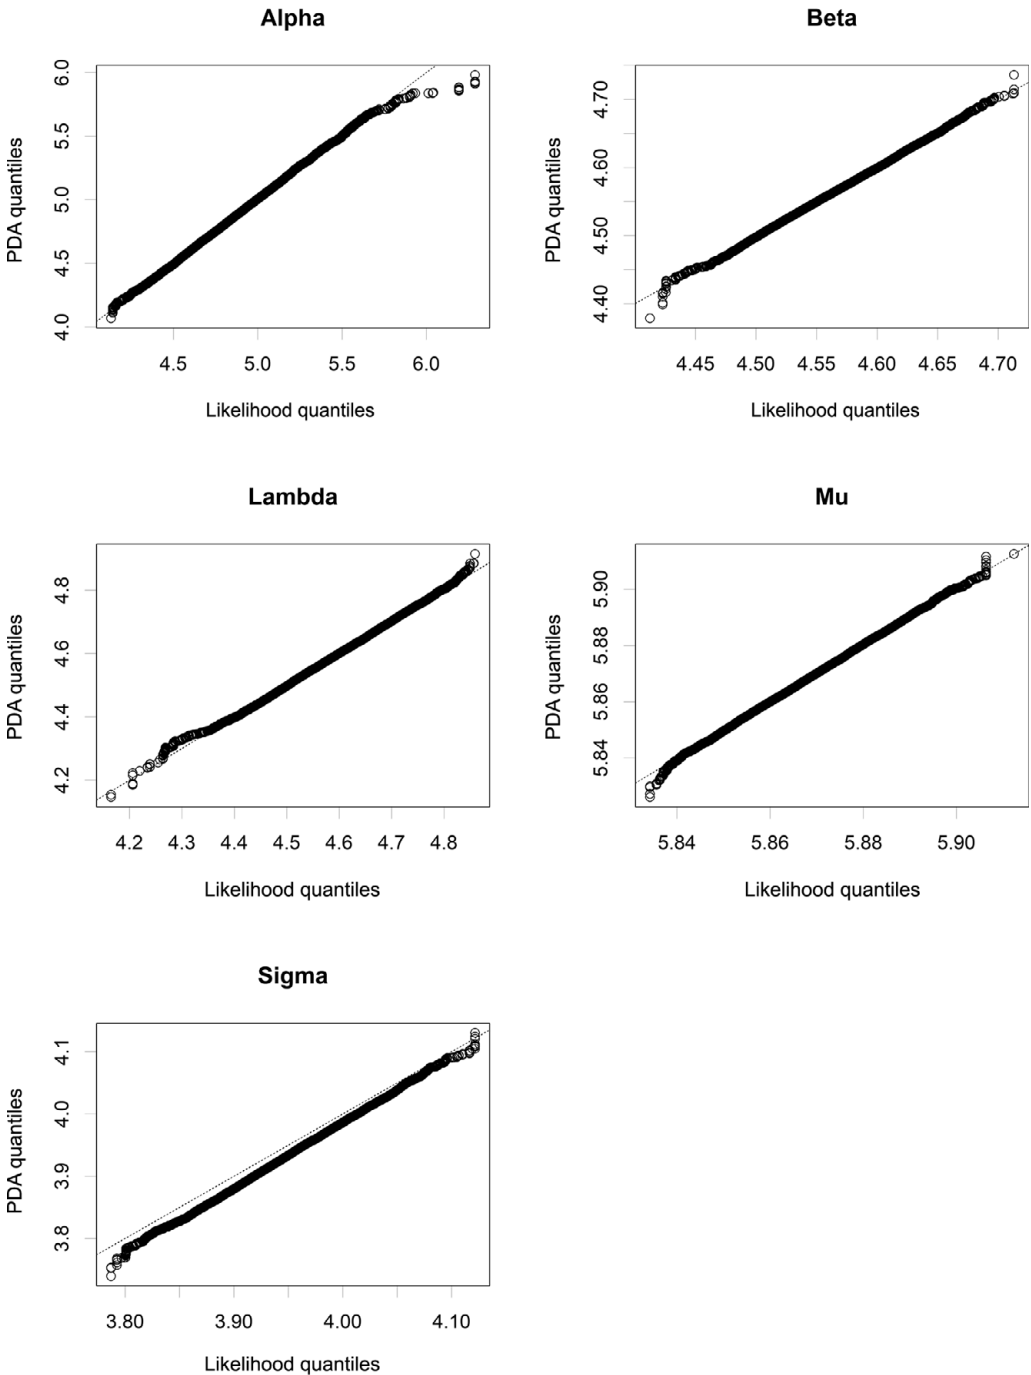 Alpha
PDA quantiles
4.0 4.5 5.0 5.5 6.0
4.5 5.0 5.5 6.0
Likelihood quantiles
Beta
PDA quantiles
4.40 4.50 4.60 4.70
4.45 4.50 4.55 4.60 4.65 4.70
Likelihood quantiles
Lambda
PDA quantiles
4.2 4.4 4.6 4.8
4.2 4.3 4.4 4.5 4.6 4.7 4.8
Likelihood quantiles
Mu
PDA quantiles
5.84 5.86 5.88 5.90
5.84 5.86 5.88 5.90
Likelihood quantiles
Sigma
PDA quantiles
3.8 3.9 4.0 4.1
3.80 3.90 4.00 4.10
Likelihood quantiles